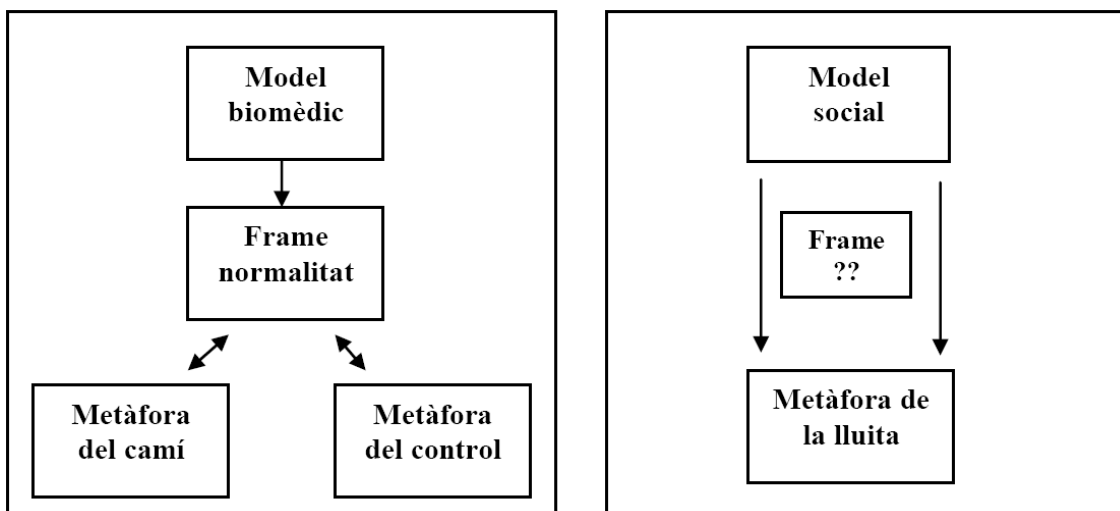 Model
biomèdic
Frame
normalitat
Metàfora
del camí
Metàfora
del control
Model
social
Frame
??
Metàfora de
la lluita